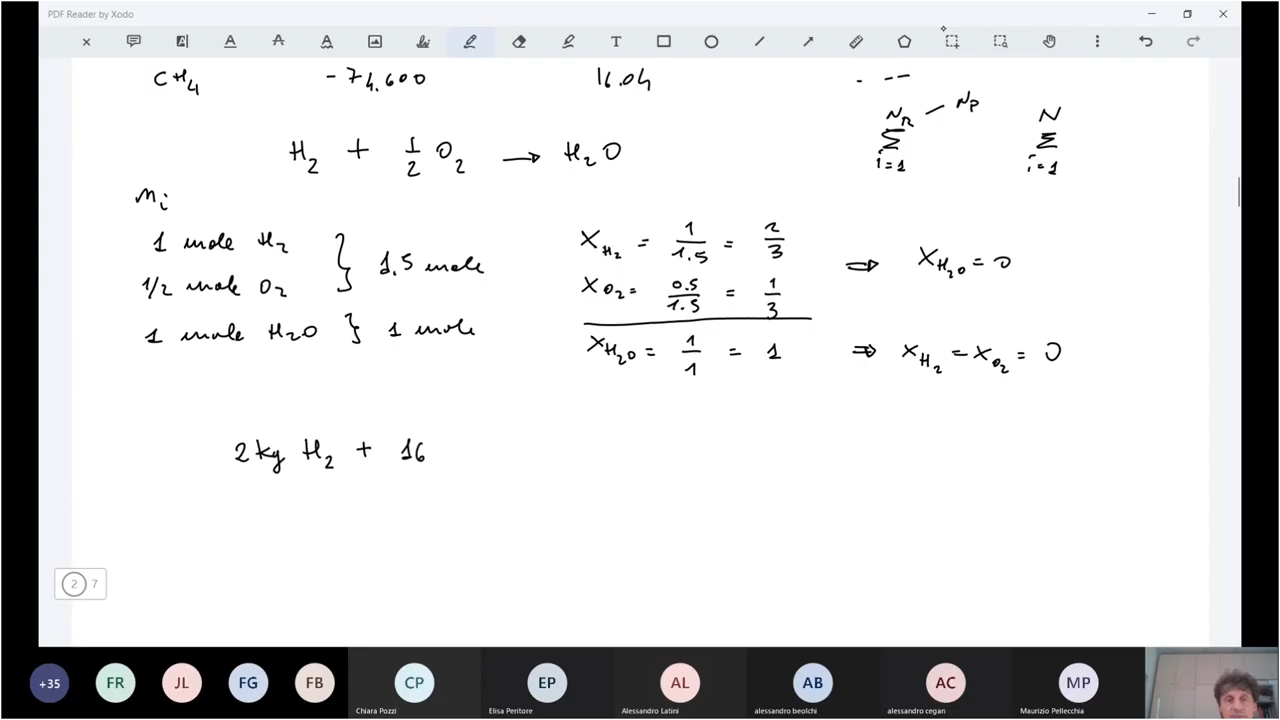 PDF Reader by Xodo
CH4 -74.600 16.04 - --
NR — NP N
Σ Σ
i=1 i=1
H2 + 1/2 O2 → H2O
ni
1 mole H2
1/2 mole O2 } 1.5 mole
1 mole H2O } 1 mole
XH2 = 1/1.5 = 2/3 ⇒ XH2O = 0
XO2 = 0.5/1.5 = 1/3
XH2O = 1/1 = 1 ⇒ XH2 = XO2 = 0
2 kg H2 + 16
2 7
+35 FR JL FG FB CP EP AL AB AC MP
Chiara Pozzi Elisa Peritore Alessandro Latini alessandro beolchi alessandro cegan Maurizio Pellecchia